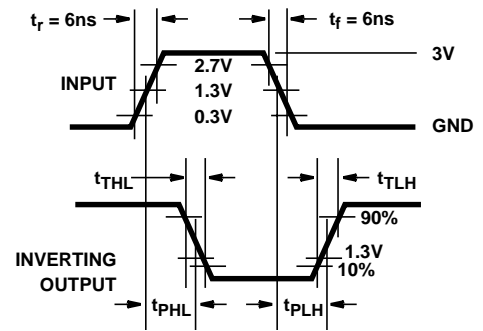 tr = 6ns
tf = 6ns
3V
INPUT
2.7V
1.3V
0.3V
GND
tTHL
tTLH
90%
INVERTING
OUTPUT
1.3V
10%
tPHL
tPLH